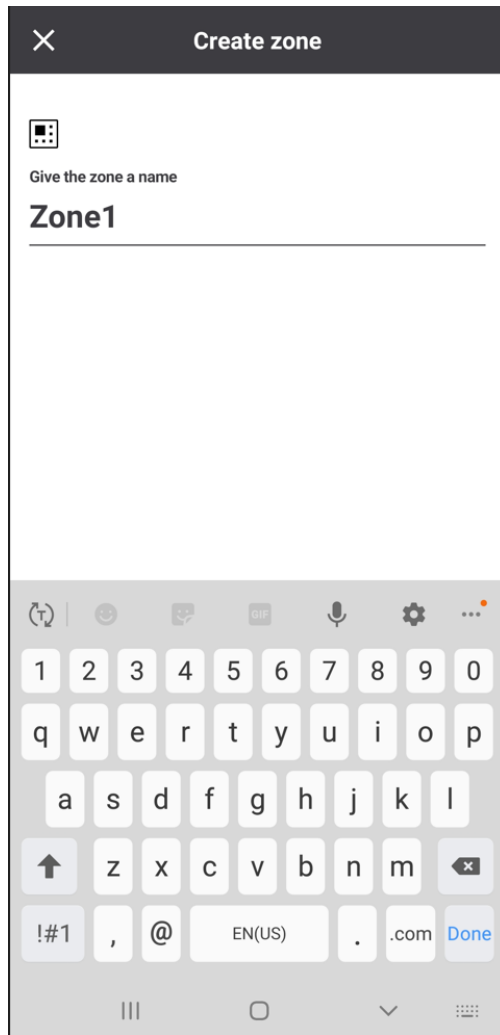 Create zone
Give the zone a name
Zone1
T GIF
1 2 3 4 5 6 7 8 9 0
q w e r t y u i o p
a s d f g h j k l
z x c v b n m
!#1 , @ EN(US) . .com Done